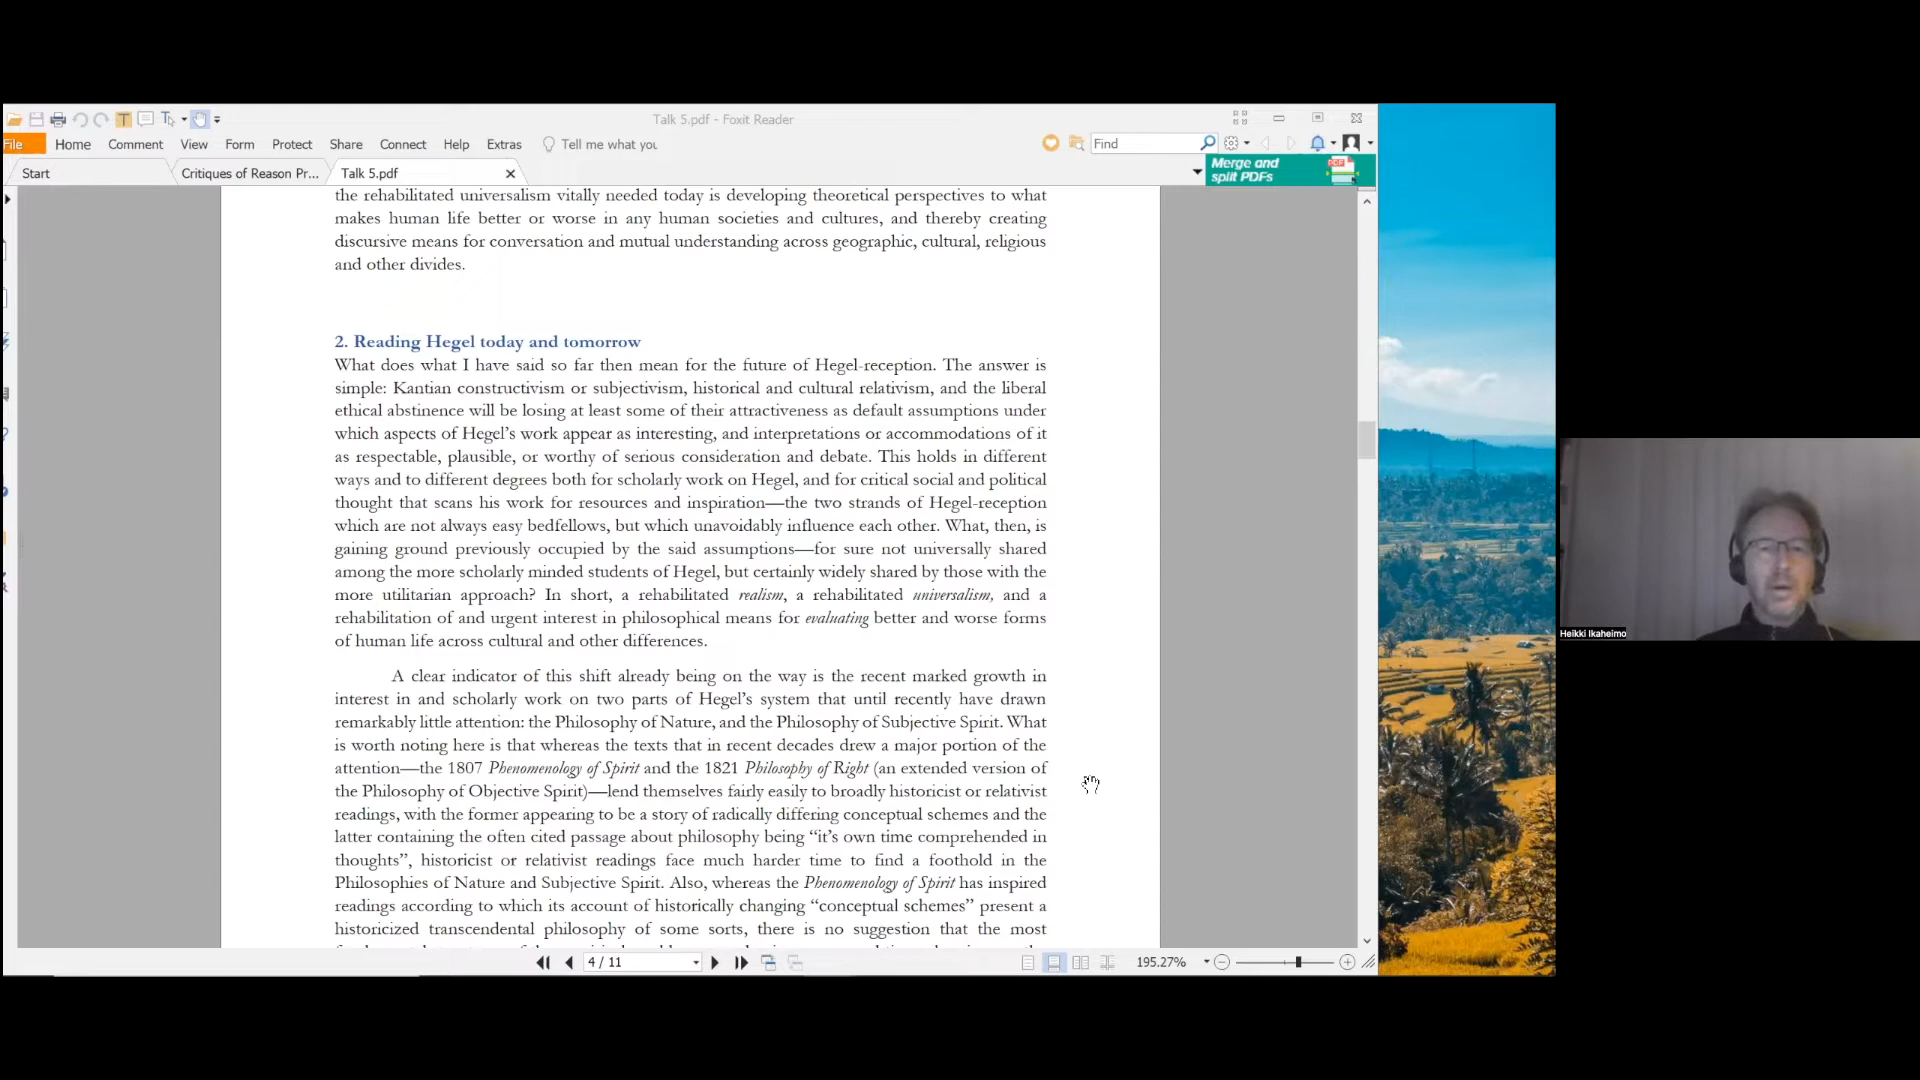 Talk 5.pdf - Foxit Reader
File Home Comment View Form Protect Share Connect Help Extras Tell me what you
Find
Start Critiques of Reason Pr... Talk 5.pdf
Merge and
split PDFs
the rehabilitated universalism vitally needed today is developing theoretical perspectives to what
makes human life better or worse in any human societies and cultures, and thereby creating
discursive means for conversation and mutual understanding across geographic, cultural, religious
and other divides.
2. Reading Hegel today and tomorrow
What does what I have said so far then mean for the future of Hegel-reception. The answer is
simple: Kantian constructivism or subjectivism, historical and cultural relativism, and the liberal
ethical abstinence will be losing at least some of their attractiveness as default assumptions under
which aspects of Hegel's work appear as interesting, and interpretations or accommodations of it
as respectable, plausible, or worthy of serious consideration and debate. This holds in different
ways and to different degrees both for scholarly work on Hegel, and for critical social and political
thought that scans his work for resources and inspiration—the two strands of Hegel-reception
which are not always easy bedfellows, but which unavoidably influence each other. What, then, is
gaining ground previously occupied by the said assumptions—for sure not universally shared
among the more scholarly minded students of Hegel, but certainly widely shared by those with the
more utilitarian approach? In short, a rehabilitated realism, a rehabilitated universalism, and a
rehabilitation of and urgent interest in philosophical means for evaluating better and worse forms
of human life across cultural and other differences.
A clear indicator of this shift already being on the way is the recent marked growth in
interest in and scholarly work on two parts of Hegel's system that until recently have drawn
remarkably little attention: the Philosophy of Nature, and the Philosophy of Subjective Spirit. What
is worth noting here is that whereas the texts that in recent decades drew a major portion of the
attention—the 1807 Phenomenology of Spirit and the 1821 Philosophy of Right (an extended version of
the Philosophy of Objective Spirit)—lend themselves fairly easily to broadly historicist or relativist
readings, with the former appearing to be a story of radically differing conceptual schemes and the
latter containing the often cited passage about philosophy being "it's own time comprehended in
thoughts", historicist or relativist readings face much harder time to find a foothold in the
Philosophies of Nature and Subjective Spirit. Also, whereas the Phenomenology of Spirit has inspired
readings according to which its account of historically changing "conceptual schemes" present a
historicized transcendental philosophy of some sorts, there is no suggestion that the most
4 / 11
195.27%
Heikki Ikaheimo